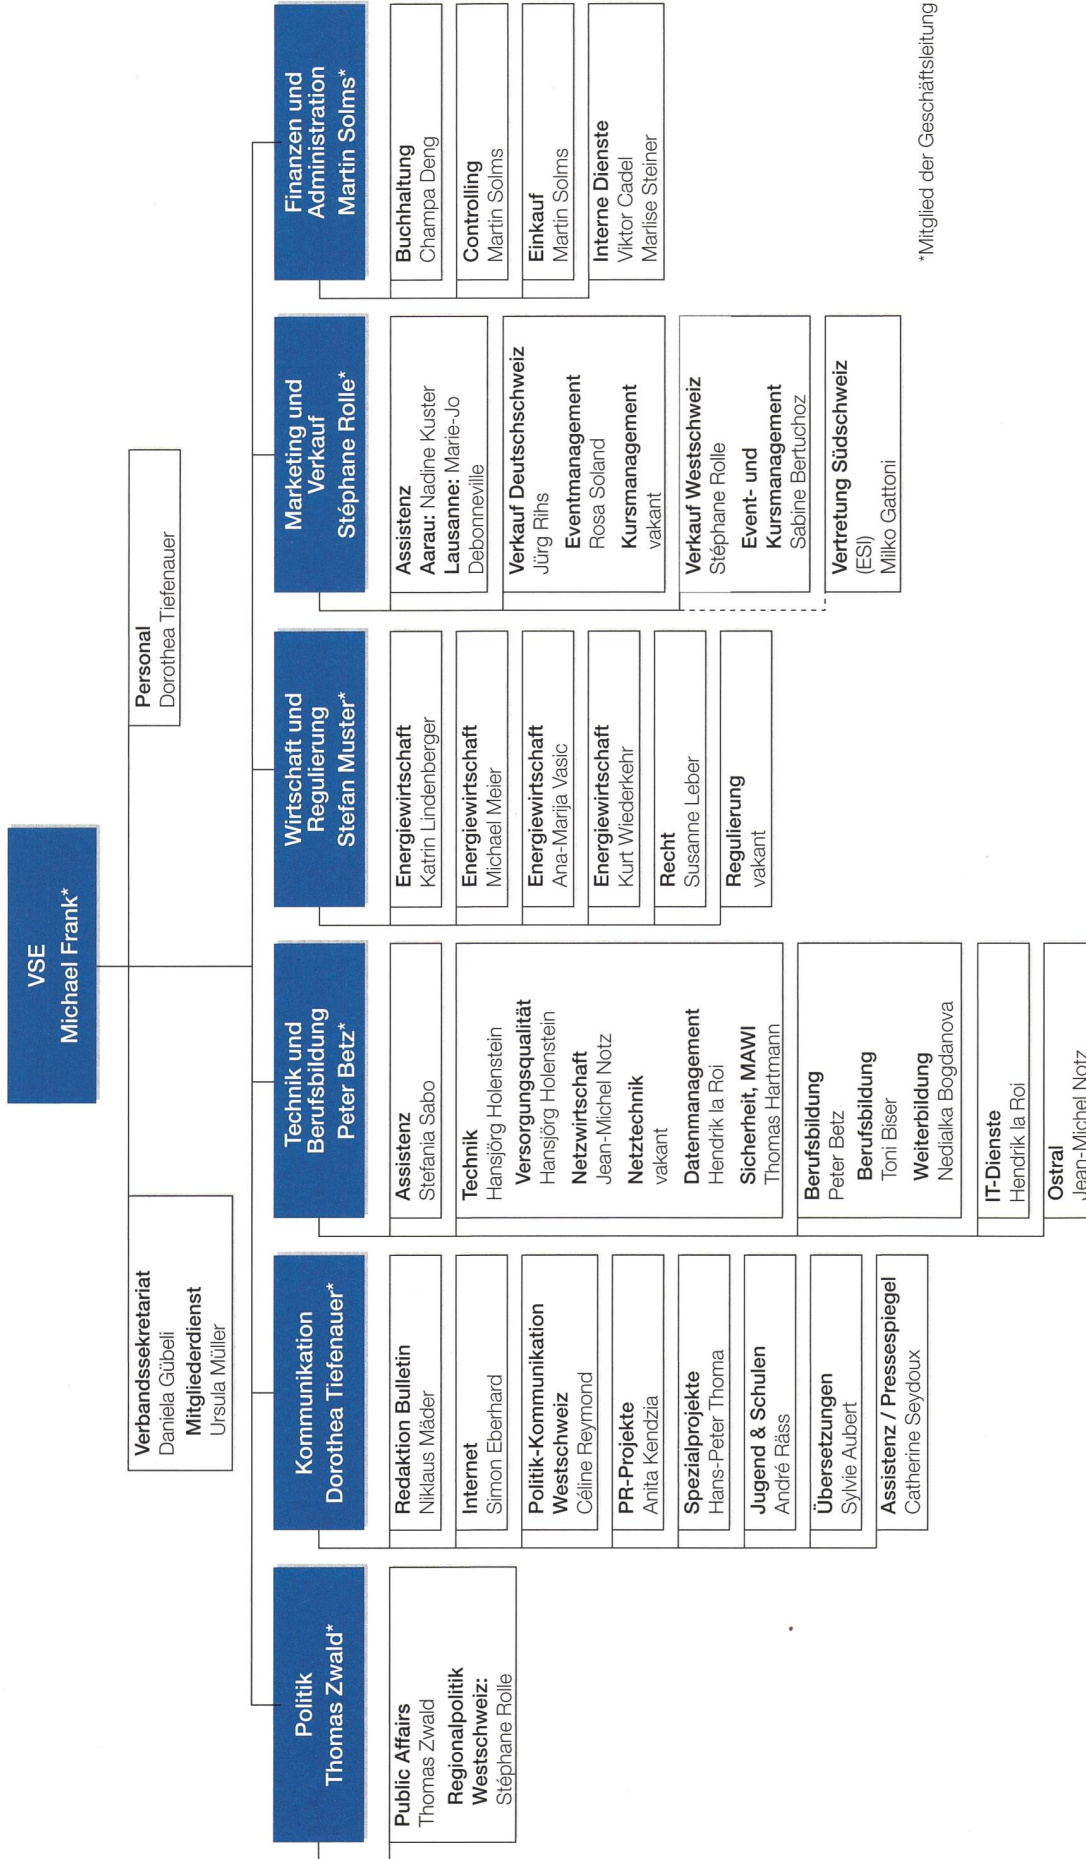 VSE
Michael Frank*
Verbandssekretariat
Daniela Gübeli
Mitgliederdienst
Ursula Müller
Personal
Dorothea Tiefenauer
Politik
Thomas Zwald*
Public Affairs
Thomas Zwald
Regionalpolitik
Westschweiz:
Stéphane Rolle
Kommunikation
Dorothea Tiefenauer*
Redaktion Bulletin
Niklaus Mäder
Internet
Simon Eberhard
Politik-Kommunikation
Westschweiz
Céline Reymond
PR-Projekte
Anita Kendzia
Spezialprojekte
Hans-Peter Thoma
Jugend & Schulen
André Räss
Übersetzungen
Sylvie Aubert
Assistenz / Pressespiegel
Catherine Seydoux
Technik und
Berufsbildung
Peter Betz*
Assistenz
Stefania Sabo
Technik
Hansjörg Holenstein
Versorgungsqualität
Hansjörg Holenstein
Netzwirtschaft
Jean-Michel Notz
Netztechnik
vakant
Datenmanagement
Hendrik la Roi
Sicherheit, MAWI
Thomas Hartmann
Berufsbildung
Peter Betz
Berufsbildung
Toni Biser
Weiterbildung
Nedialka Bogdanova
IT-Dienste
Hendrik la Roi
Ostral
Jean-Michel Notz
Wirtschaft und
Regulierung
Stefan Muster*
Energiewirtschaft
Katrin Lindenberger
Energiewirtschaft
Michael Meier
Energiewirtschaft
Ana-Marija Vasic
Energiewirtschaft
Kurt Wiederkehr
Recht
Susanne Leber
Regulierung
vakant
Marketing und
Verkauf
Stéphane Rolle*
Assistenz
Aarau: Nadine Kuster
Lausanne: Marie-Jo
Debonneville
Verkauf Deutschschweiz
Jürg Rihs
Eventmanagement
Rosa Soland
Kursmanagement
vakant
Verkauf Westschweiz
Stéphane Rolle
Event- und
Kursmanagement
Sabine Bertuchoz
Vertretung Südschweiz
(ESI)
Milko Gattoni
Finanzen und
Administration
Martin Solms*
Buchhaltung
Champa Deng
Controlling
Martin Solms
Einkauf
Martin Solms
Interne Dienste
Viktor Cadel
Marlise Steiner
*Mitglied der Geschäftsleitung